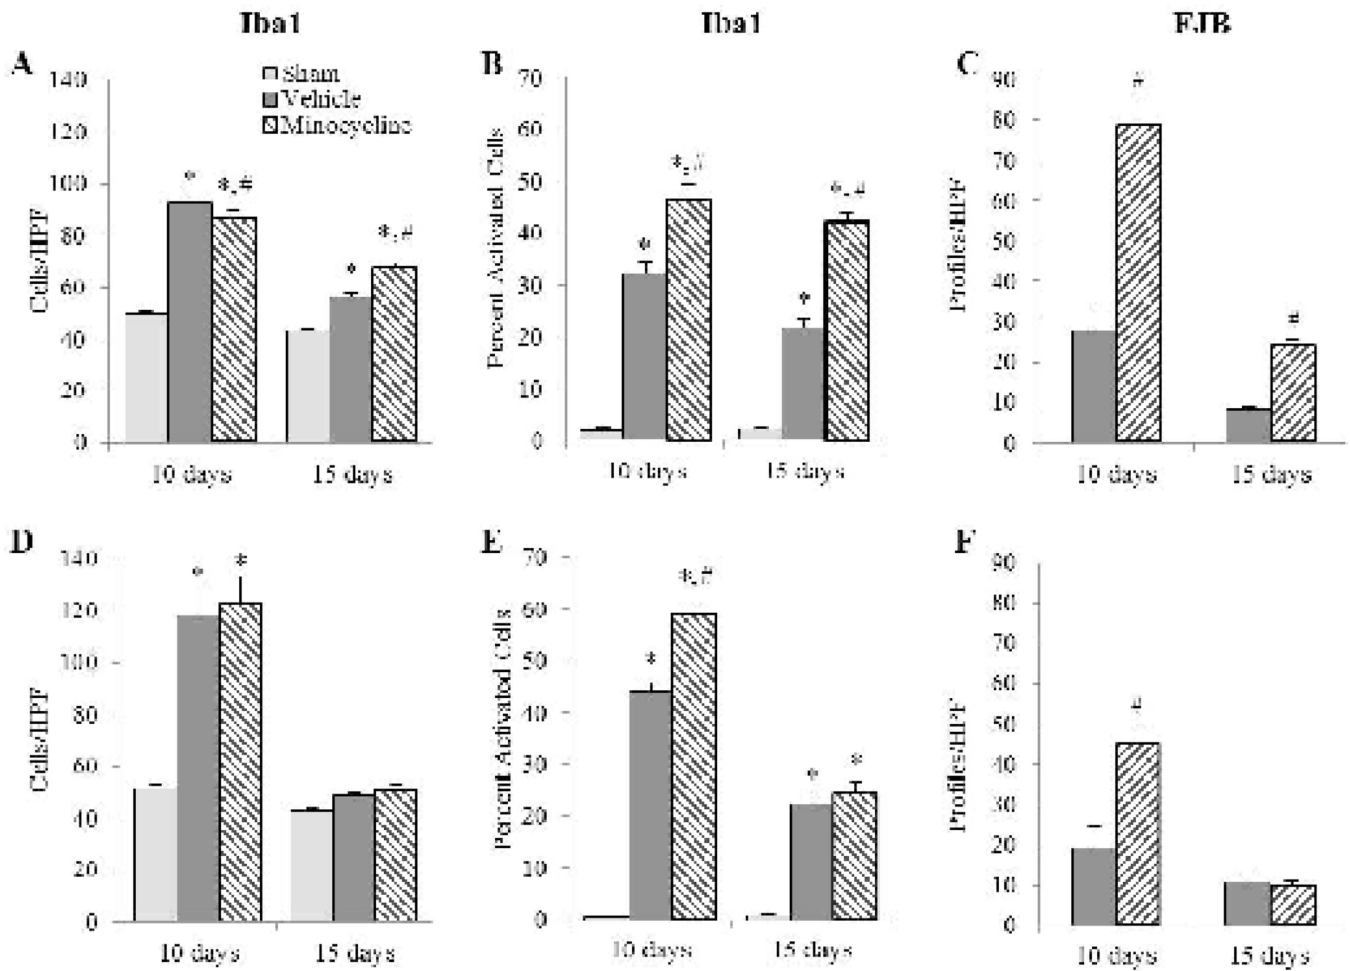 Iba1
Iba1
FJB
A
140
120
100
80
60
40
20
0
Cells/HPF
Sham
Vehicle
Minocycline
*
*,#
*
*,#
10 days
15 days
B
70
60
50
40
30
20
10
0
Percent Activated Cells
*
*,#
*
*,#
10 days
15 days
C
90
80
70
60
50
40
30
20
10
0
Profiles/HPF
#
#
10 days
15 days
D
140
120
100
80
60
40
20
0
Cells/HPF
*
*
10 days
15 days
E
70
60
50
40
30
20
10
0
Percent Activated Cells
*
*,#
*
*
10 days
15 days
F
90
80
70
60
50
40
30
20
10
0
Profiles/HPF
#
10 days
15 days